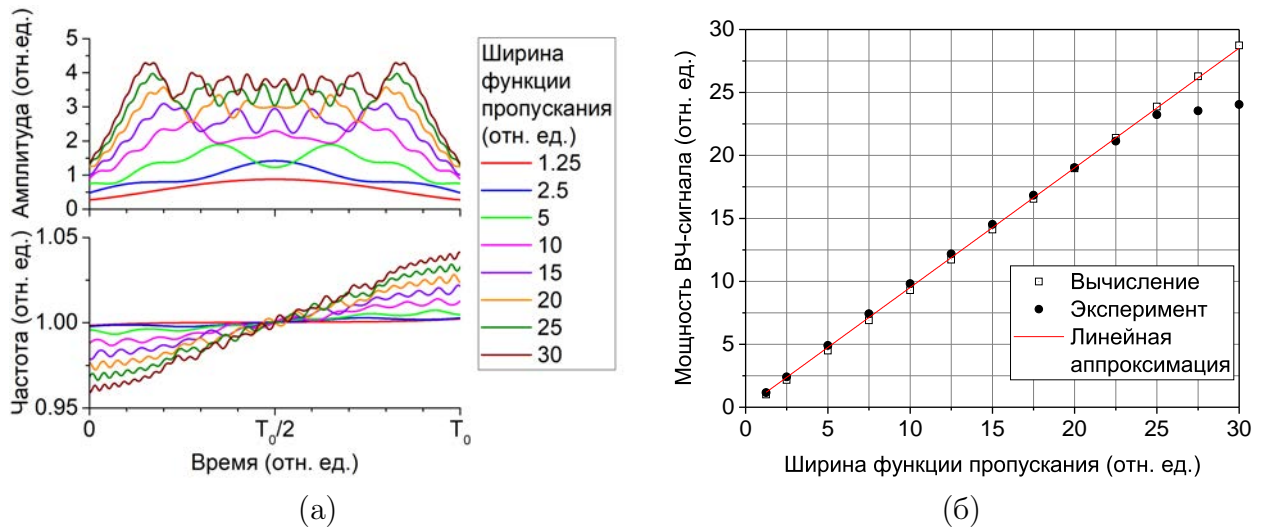 Амплитуда (отн.ед.)
5
4
3
2
1
0
Частота (отн. ед.)
1.05
1.00
0.95
0
T₀/2
T₀
Время (отн. ед.)
Ширина
функции
пропускания
(отн. ед.)
1.25
2.5
5
10
15
20
25
30
(а)
Мощность ВЧ-сигнала (отн. ед.)
30
25
20
15
10
5
0
Вычисление
Эксперимент
Линейная
аппроксимация
0
5
10
15
20
25
30
Ширина функции пропускания (отн. ед.)
(б)